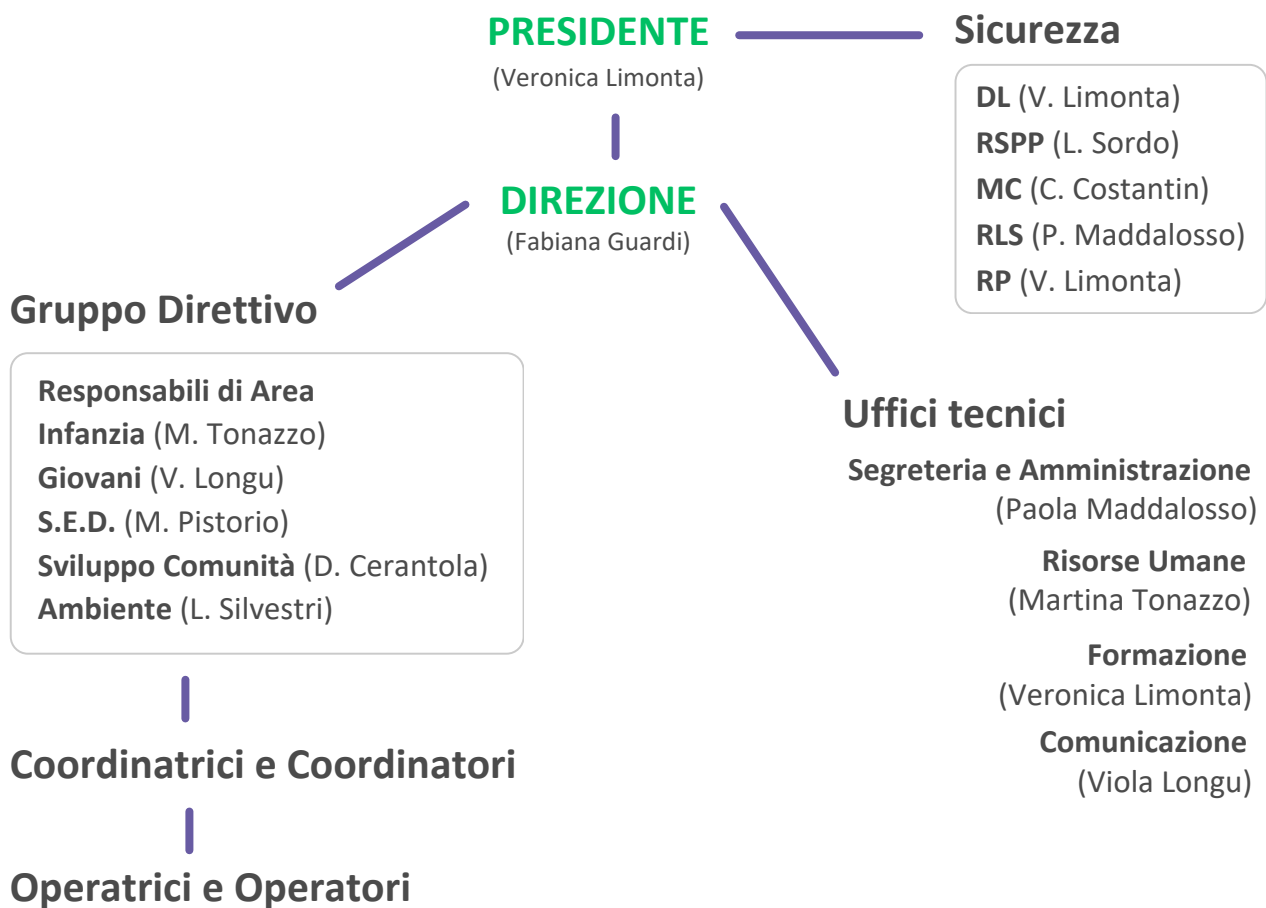 PRESIDENTE
(Veronica Limonta)
Sicurezza
DL (V. Limonta)
RSPP (L. Sordo)
MC (C. Costantin)
RLS (P. Maddalosso)
RP (V. Limonta)
DIREZIONE
(Fabiana Guardi)
Gruppo Direttivo
Responsabili di Area
Infanzia (M. Tonazzo)
Giovani (V. Longu)
S.E.D. (M. Pistorio)
Sviluppo Comunità (D. Cerantola)
Ambiente (L. Silvestri)
Uffici tecnici
Segreteria e Amministrazione
(Paola Maddalosso)
Risorse Umane
(Martina Tonazzo)
Formazione
(Veronica Limonta)
Comunicazione
(Viola Longu)
Coordinatrici e Coordinatori
Operatrici e Operatori